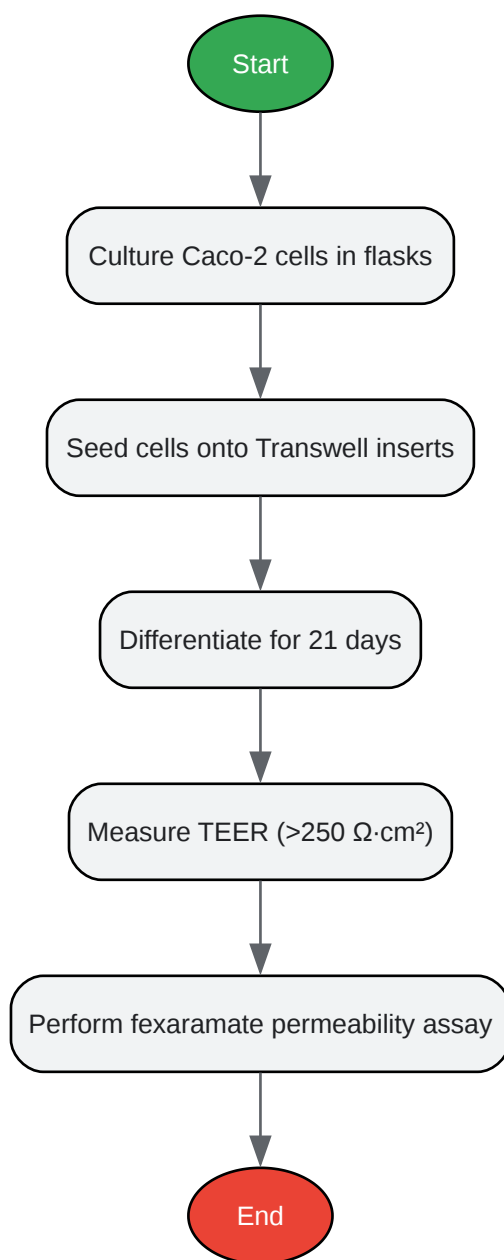 Start
Culture Caco-2 cells in flasks
Seed cells onto Transwell inserts
Differentiate for 21 days
Measure TEER (>250 Ω·cm²)
Perform fexaramate permeability assay
End